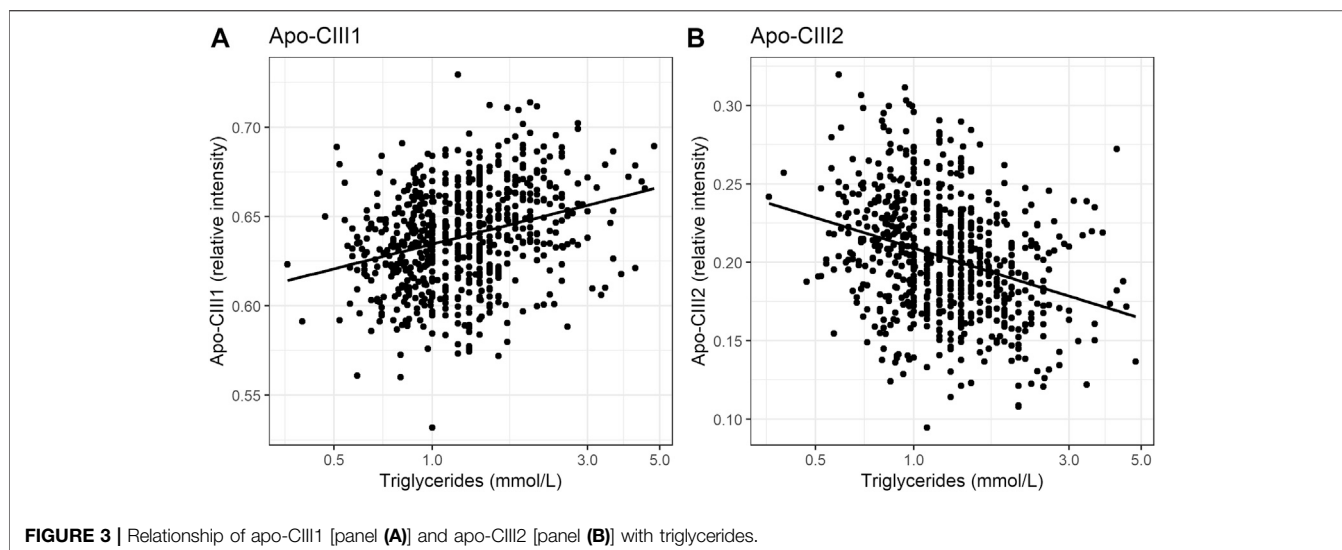 A Apo-CIII1
Apo-CIII1 (relative intensity)
0.70
0.65
0.60
0.55
0.5 1.0 3.0 5.0
Triglycerides (mmol/L)
B Apo-CIII2
Apo-CIII2 (relative intensity)
0.30
0.25
0.20
0.15
0.10
0.5 1.0 3.0 5.0
Triglycerides (mmol/L)
FIGURE 3 | Relationship of apo-CIII1 [panel (A)] and apo-CIII2 [panel (B)] with triglycerides.